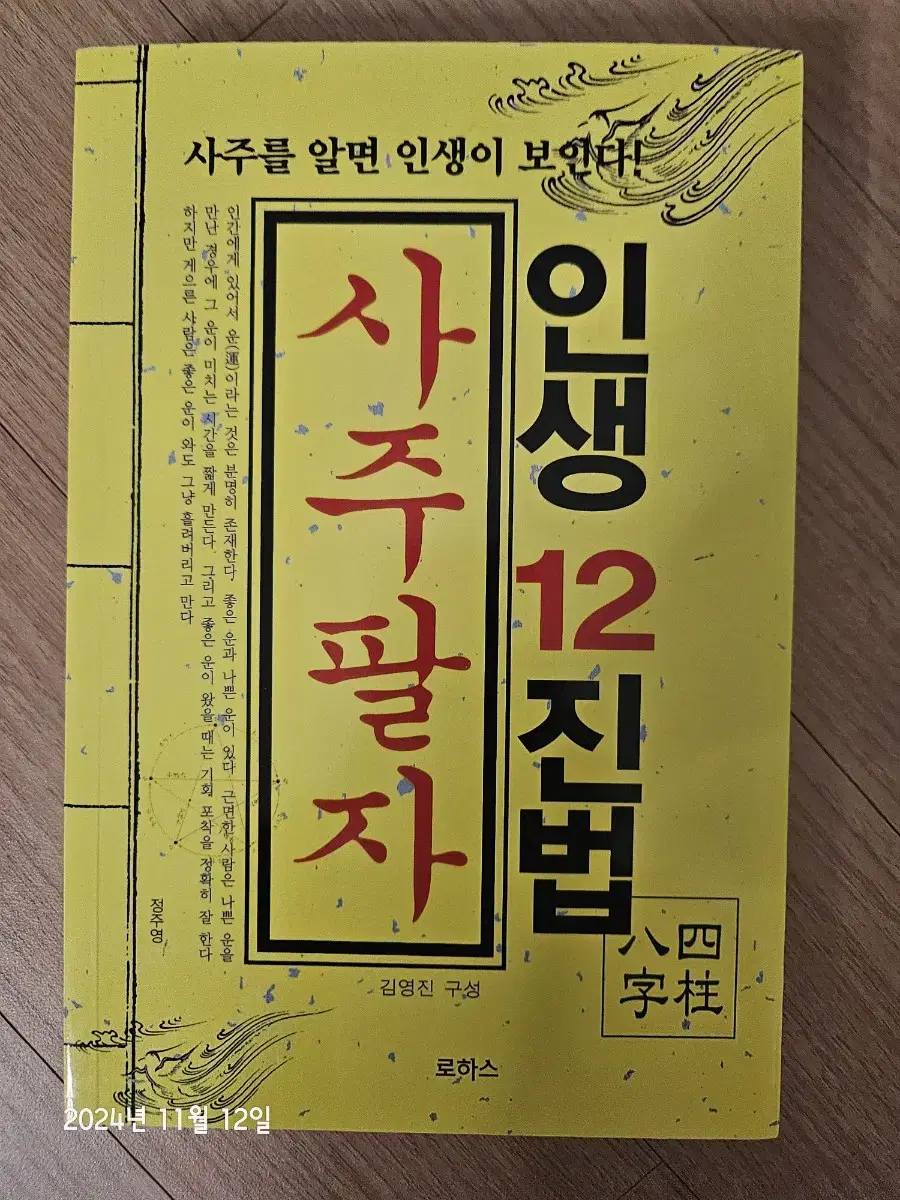 사주를 알면 인생이 보인다!
인생 12진법
사주팔자
인간에게 있어서 운(運)이라는 것은 분명히 존재한다. 좋은 운과 나쁜 운이 있다. 근면한 사람은 나쁜 운을
만난 경우에 그 운이 미치는 시간을 짧게 만든다. 그리고 좋은 운이 왔을 때는 기회 포착을 정확히 잘 한다
하지만 게으른 사람은 좋은 운이 와도 그냥 흘려버리고 만다
정주영
四柱
八字
김영진 구성
로하스
2024년 11월 12일